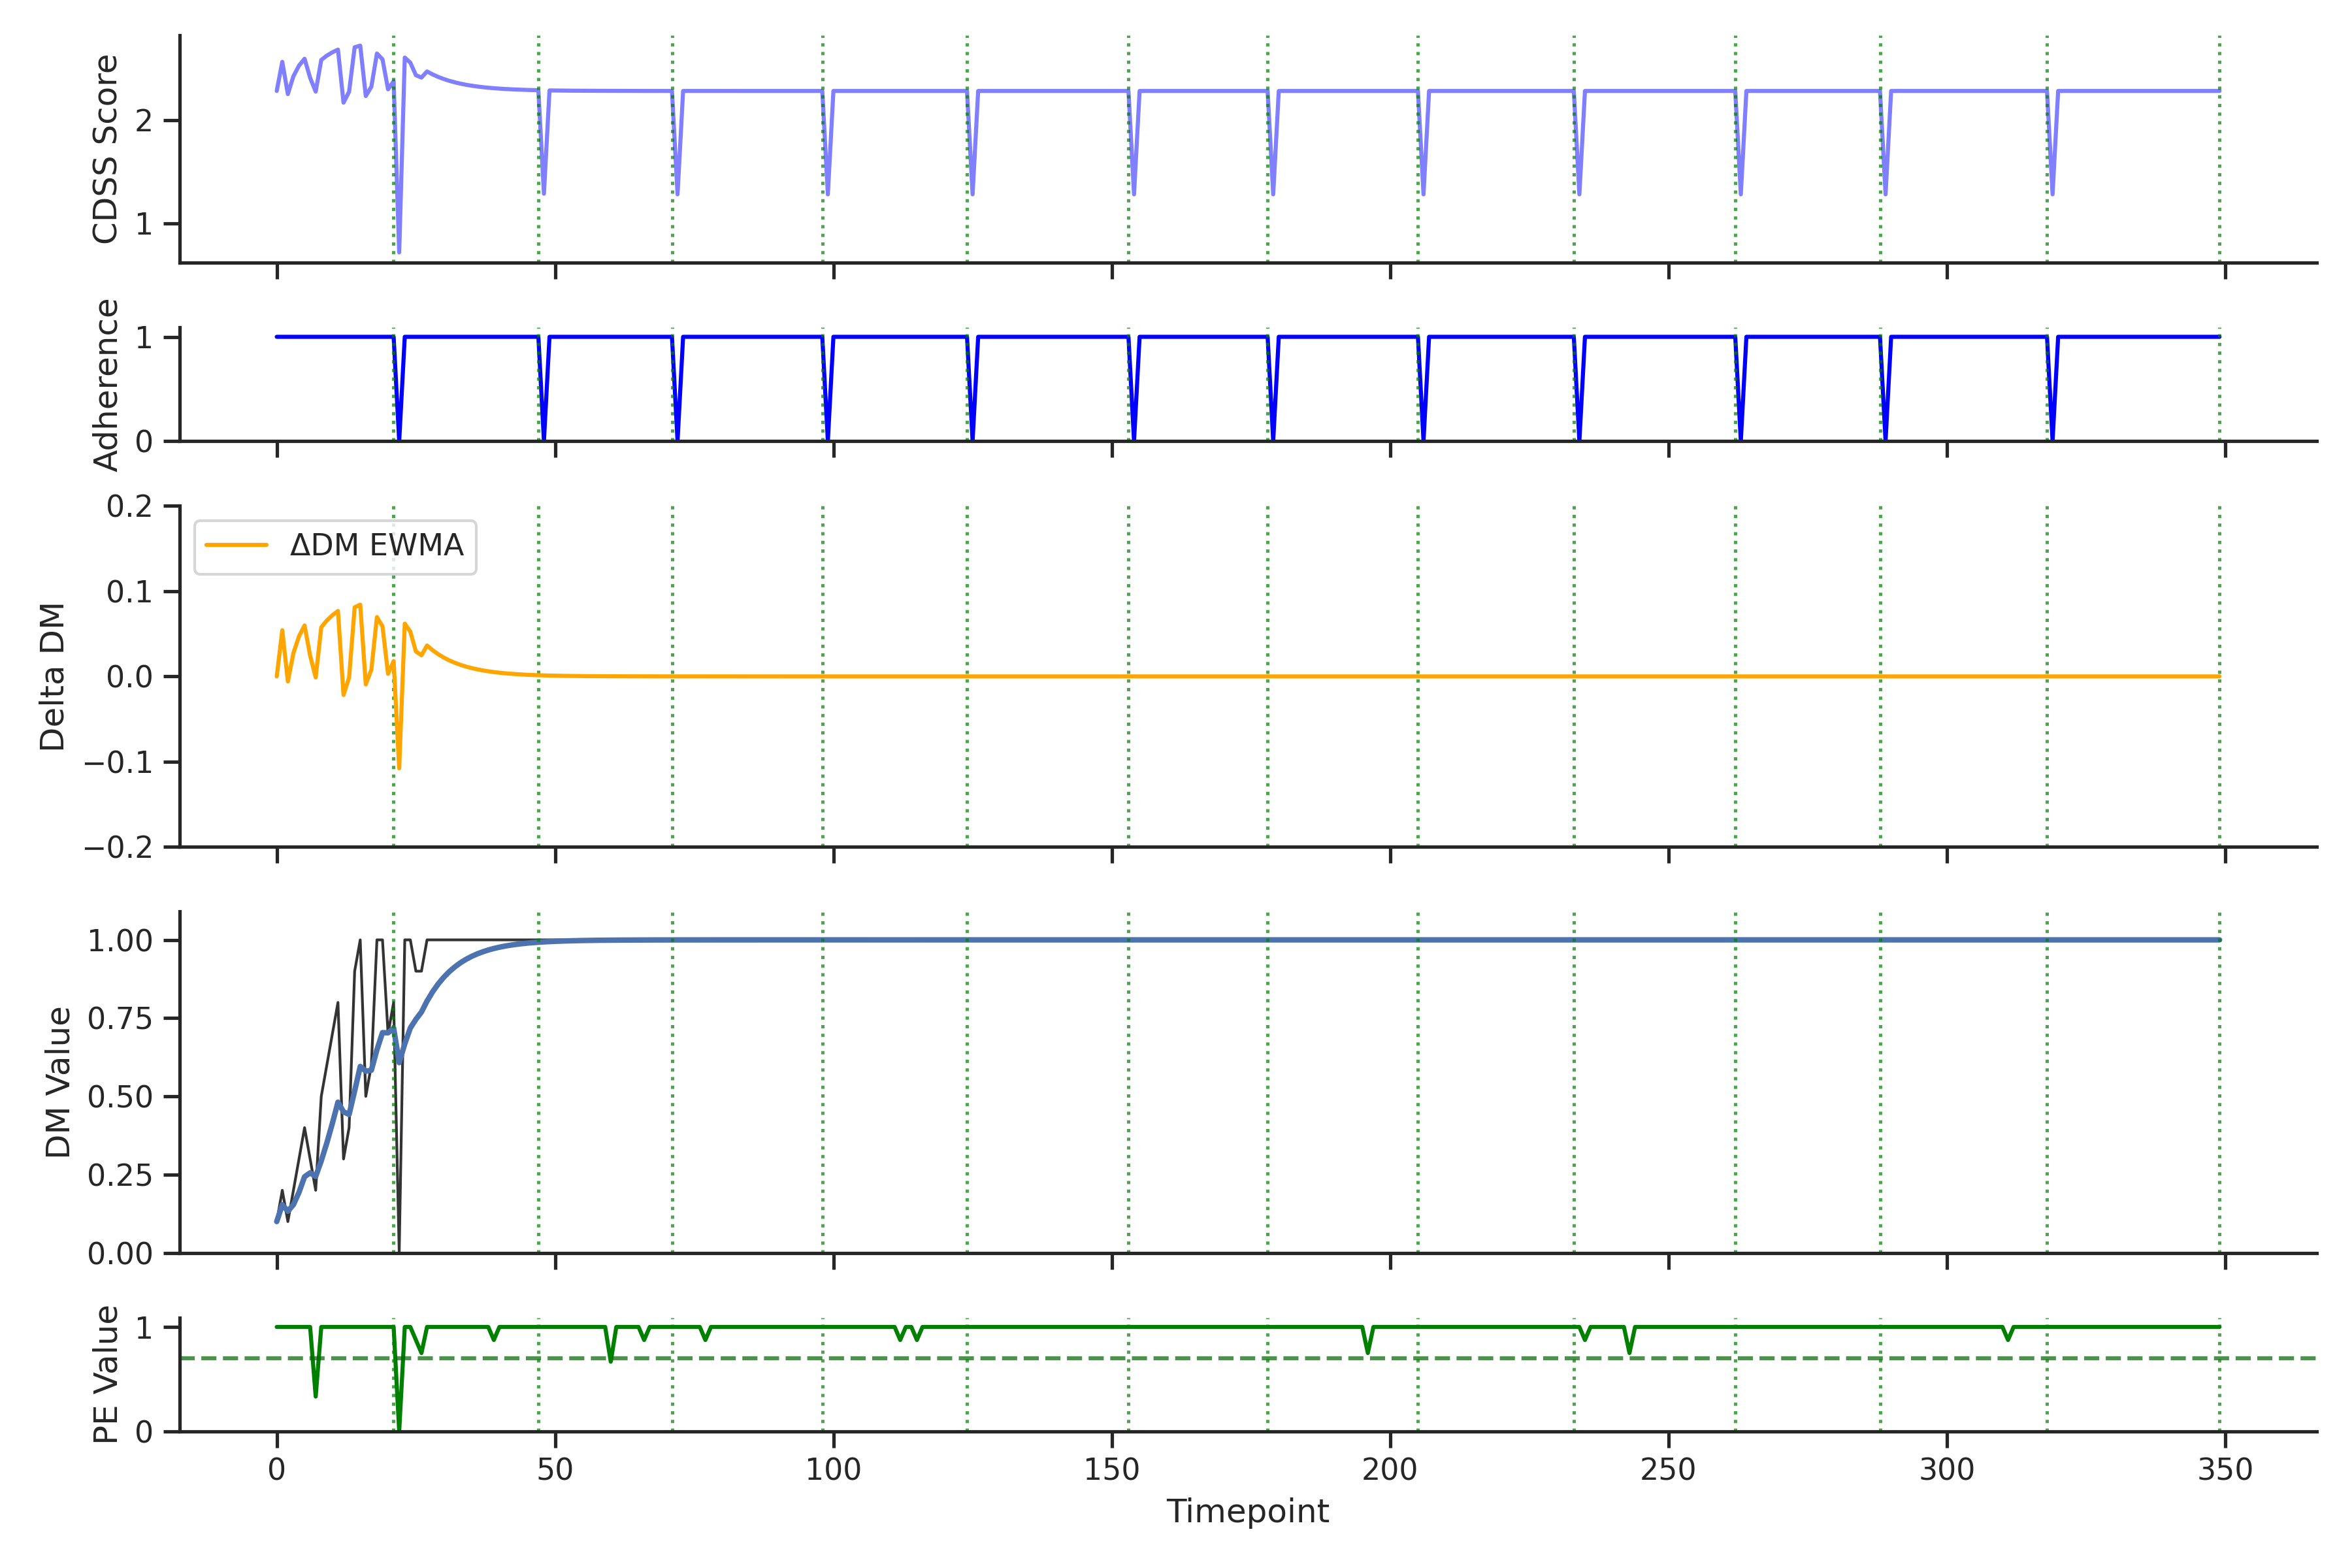 CDSS Score
2
1
Adherence
1
0
Delta DM
0.2
0.1
0.0
−0.1
−0.2
ΔDM EWMA
DM Value
1.00
0.75
0.50
0.25
0.00
PE Value
1
0
0 50 100 150 200 250 300 350
Timepoint